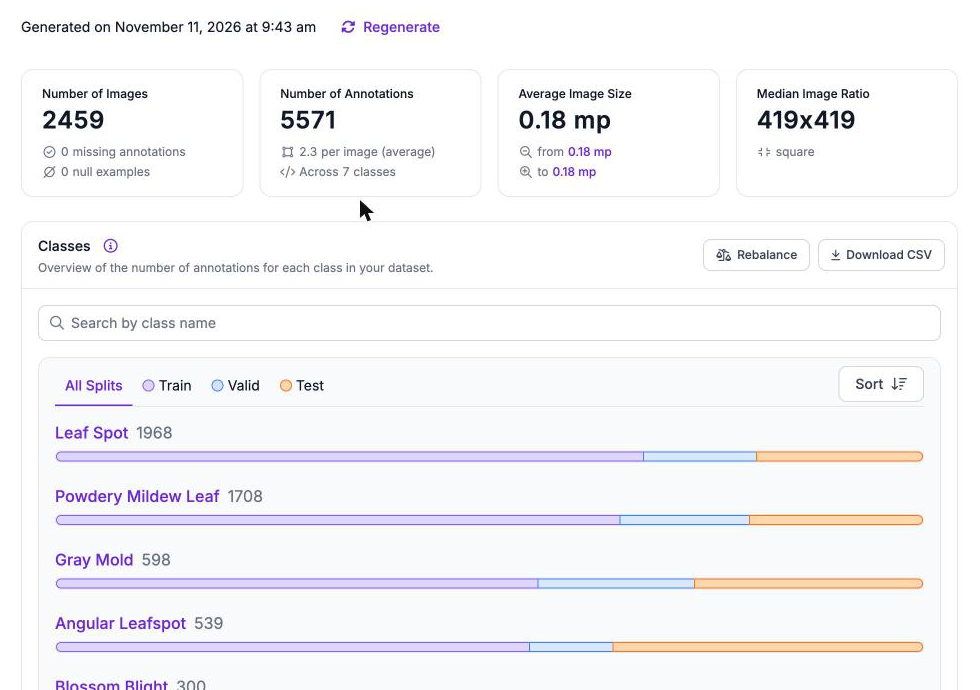 Generated on November 11, 2026 at 9:43 am Regenerate
Number of Images
2459
0 missing annotations
0 null examples
Number of Annotations
5571
2.3 per image (average)
Across 7 classes
Average Image Size
0.18 mp
from 0.18 mp
to 0.18 mp
Median Image Ratio
419x419
square
Classes
Overview of the number of annotations for each class in your dataset.
Rebalance
Download CSV
Search by class name
All Splits Train Valid Test
Sort
Leaf Spot 1968
Powdery Mildew Leaf 1708
Gray Mold 598
Angular Leafspot 539
Blossom Blight 300